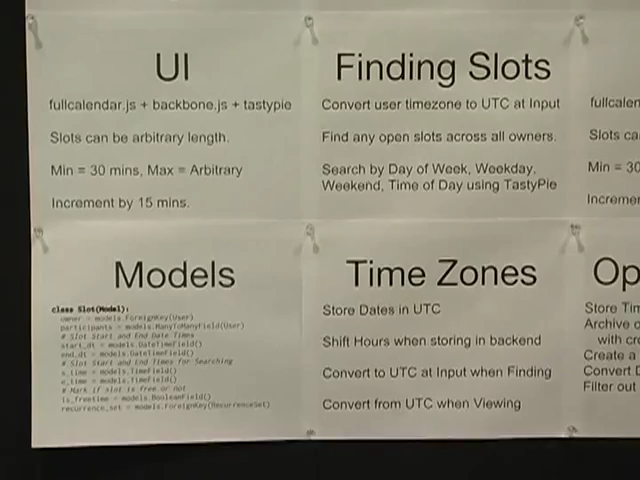 UI
fullcalendar.js + backbone.js + tastypie
Slots can be arbitrary length.
Min = 30 mins, Max = Arbitrary
Increment by 15 mins.
Finding Slots
Convert user timezone to UTC at Input
Find any open slots across all owners.
Search by Day of Week, Weekday,
Weekend, Time of Day using TastyPie
fullcalen
Slots ca
Min = 30
Incremen
Models
class Slot(Model):
owner = models.ForeignKey(User)
participants = models.ManyToManyField(User)
# Slot Start and End Date Times
start_dt = models.DateTimeField()
end_dt = models.DateTimeField()
# Slot Start and End Times for Searching
s_time = models.TimeField()
e_time = models.TimeField()
# Mark if slot is free or not
is_freetime = models.BooleanField()
recurrence_set = models.ForeignKey(RecurrenceSet)
Time Zones
Store Dates in UTC
Shift Hours when storing in backend
Convert to UTC at Input when Finding
Convert from UTC when Viewing
Op
Store Tim
Archive o
with cr
Create a
Convert D
Filter out